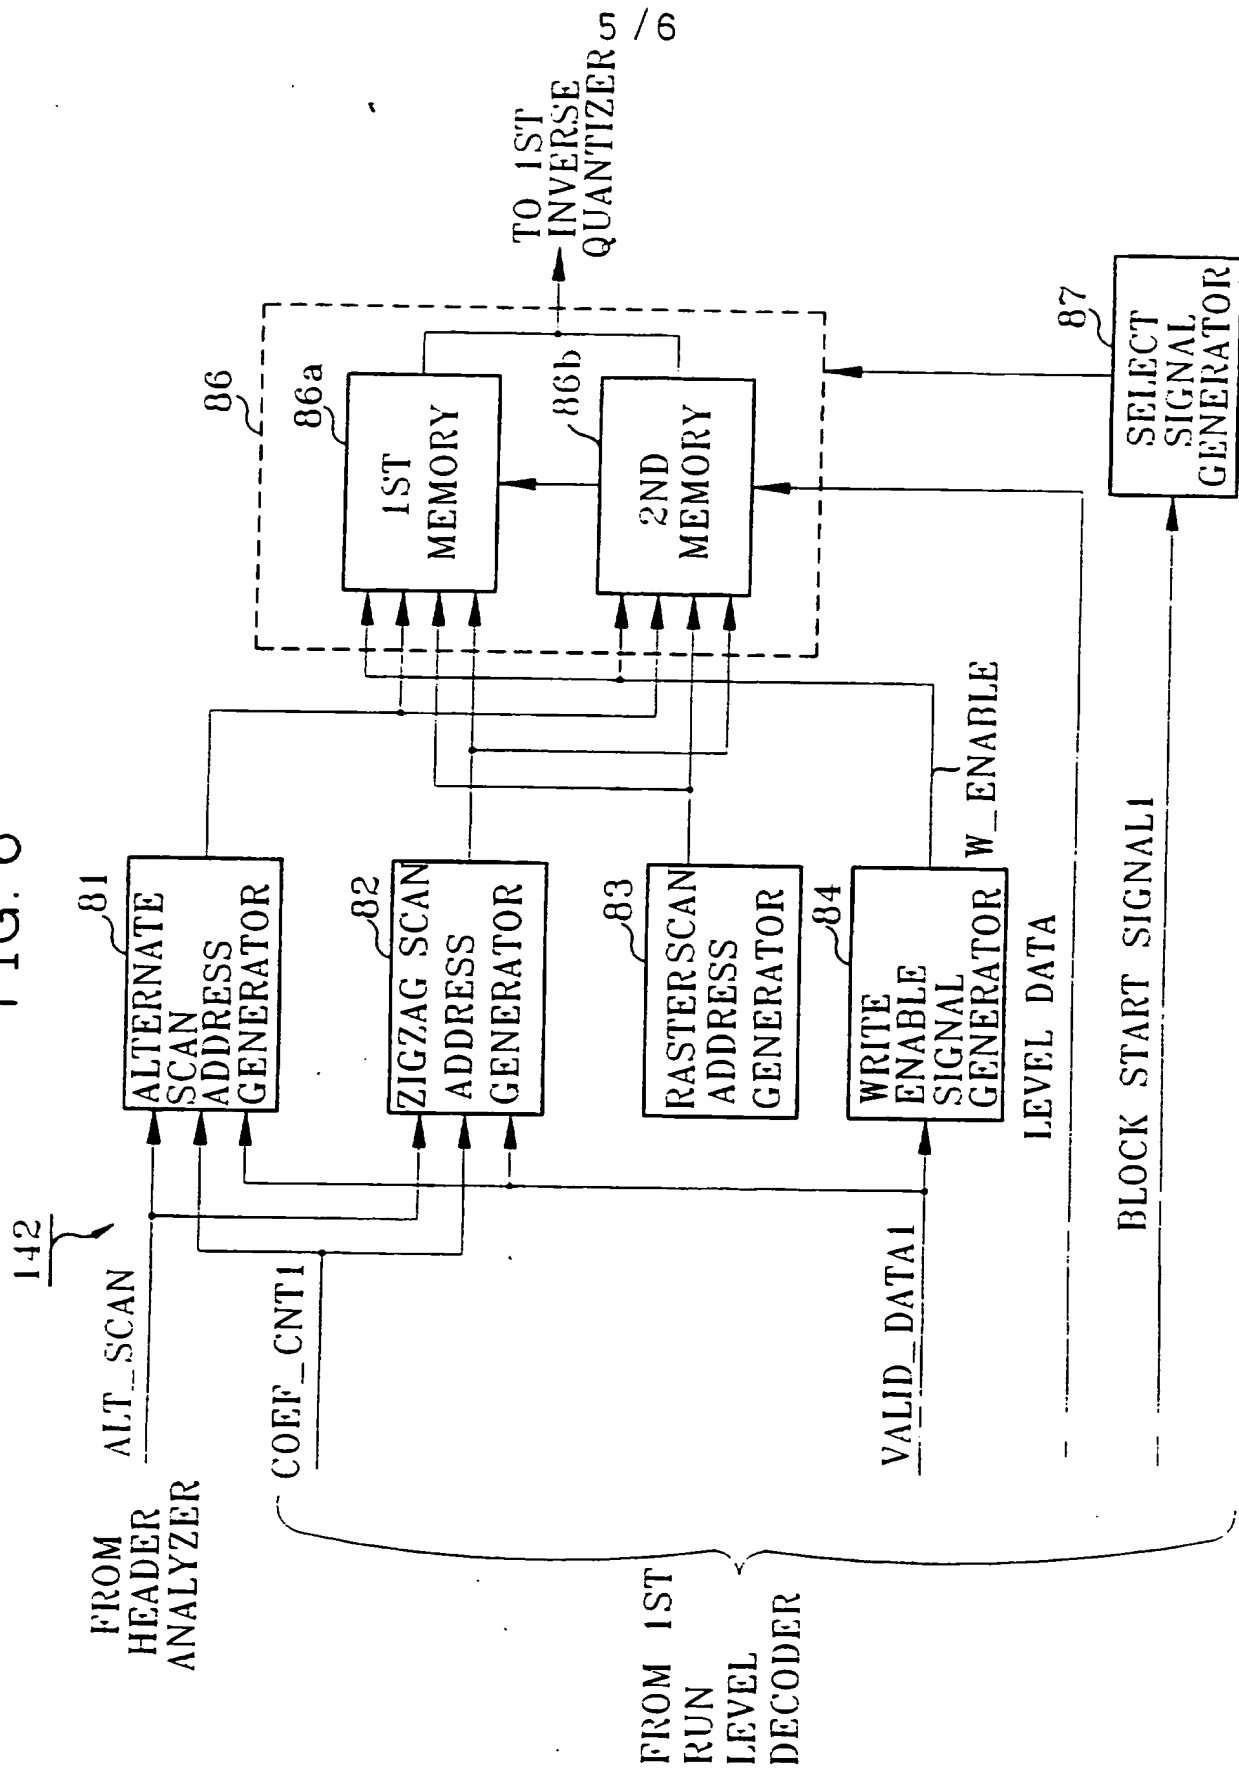 5 / 6
FIG.
142
FROM
HEADER
ANALYZER
ALT_SCAN
COEF_CNT1
FROM 1ST
RUN
LEVEL
DECODER
VALID_DATA1
LEVEL DATA
BLOCK START SIGNAL1
81
ALTERNATE
SCAN
ADDRESS
GENERATOR
82
ZIGZAG SCAN
ADDRESS
GENERATOR
83
RASTERSCAN
ADDRESS
GENERATOR
84
WRITE
ENABLE
SIGNAL
GENERATOR
W_ENABLE
86
86a
1ST
MEMORY
86b
2ND
MEMORY
87
SELECT
SIGNAL
GENERATOR
TO 1ST
INVERSE
QUANTIZER